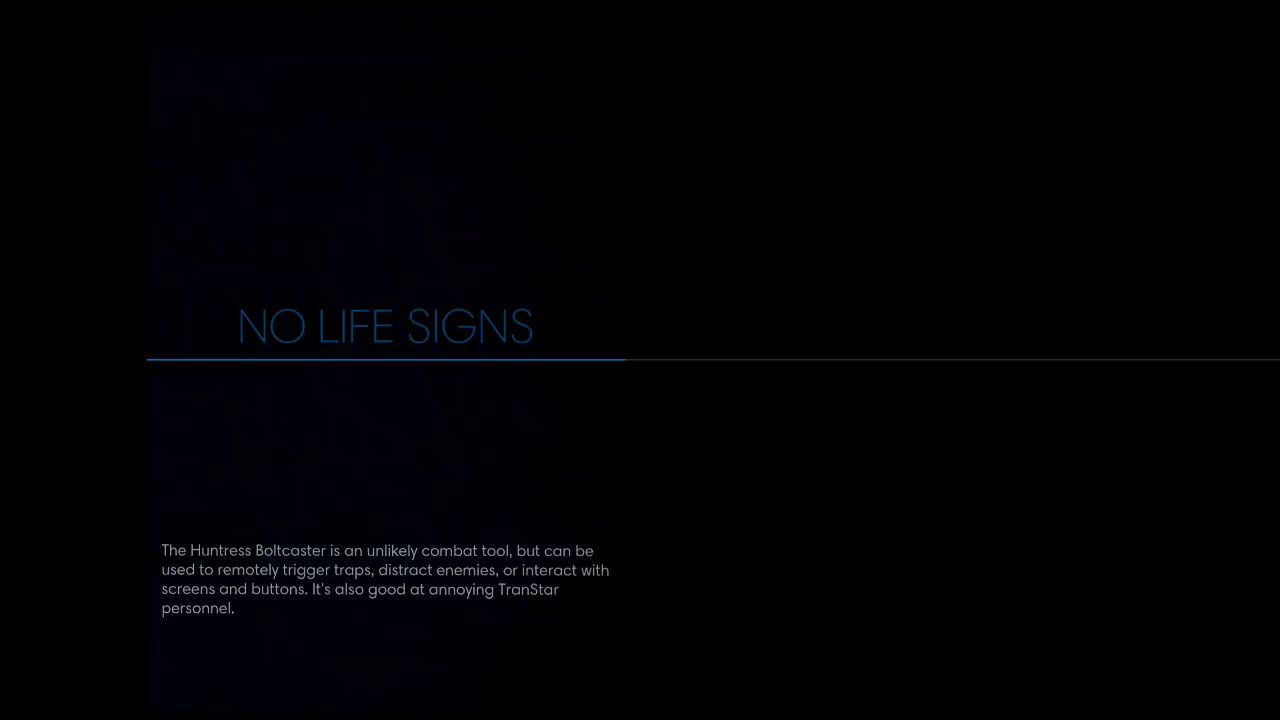 NO LIFE SIGNS
The Huntress Boltcaster is an unlikely combat tool, but can be
used to remotely trigger traps, distract enemies, or interact with
screens and buttons. It's also good at annoying TranStar
personnel.